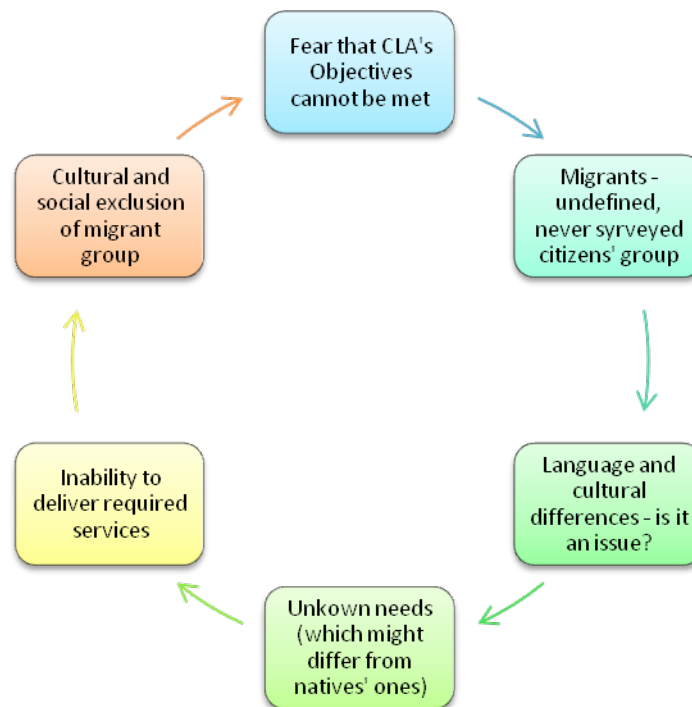 Fear that CLA's
Objectives
cannot be met
Migrants -
undefined,
never syrveyed
citizens' group
Language and
cultural
differences - is it
an issue?
Unkown needs
(which might
differ from
natives' ones)
Inability to
deliver required
services
Cultural and
social exclusion
of migrant
group